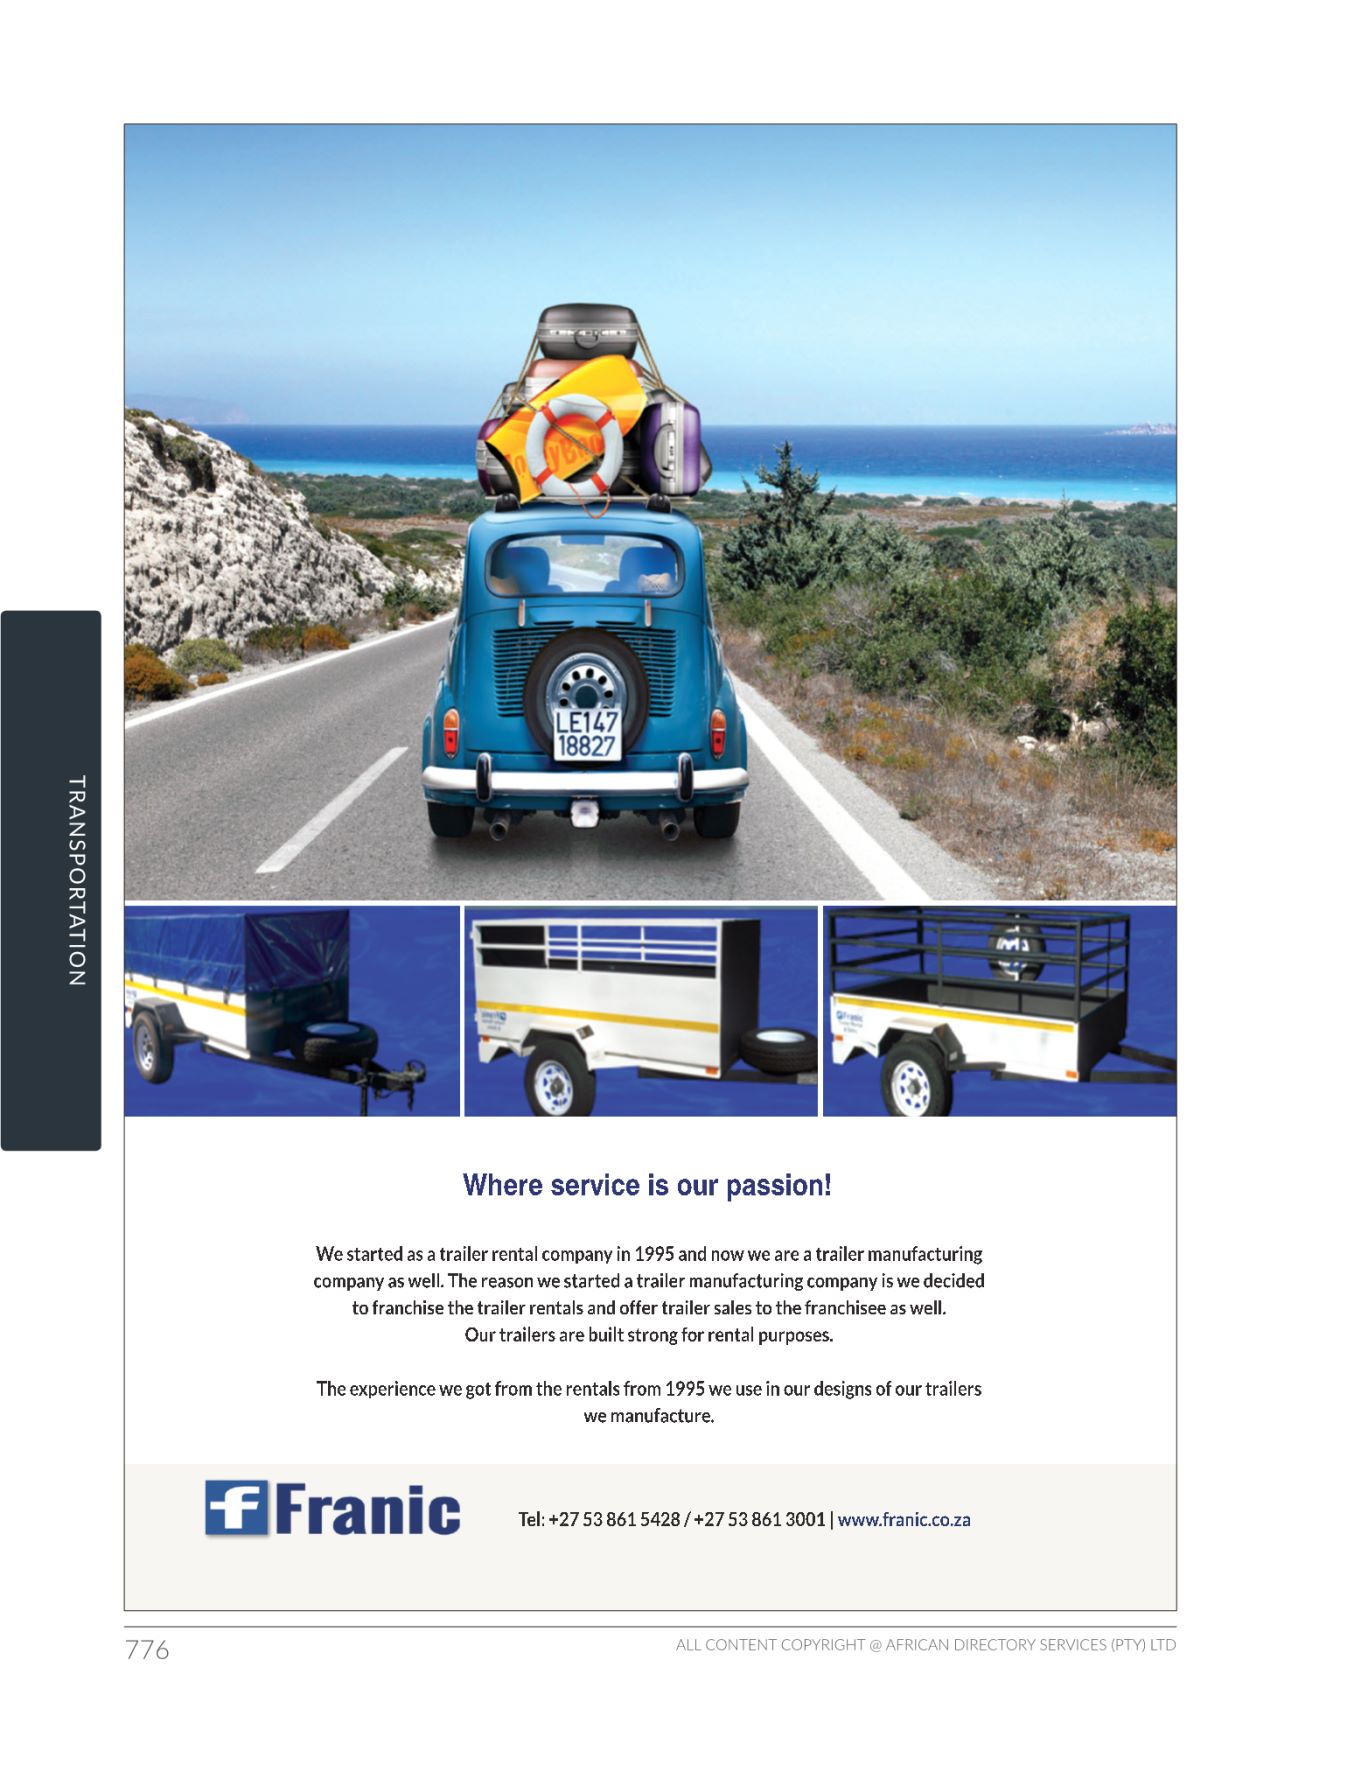 LE147
18827
TRANSPORTATION
Franic
Where service is our passion!
We started as a trailer rental company in 1995 and now we are a trailer manufacturing
company as well. The reason we started a trailer manufacturing company is we decided
to franchise the trailer rentals and offer trailer sales to the franchisee as well.
Our trailers are built strong for rental purposes.
The experience we got from the rentals from 1995 we use in our designs of our trailers
we manufacture.
f Franic
Tel: +27 53 861 5428 / +27 53 861 3001 | www.franic.co.za
776
ALL CONTENT COPYRIGHT @ AFRICAN DIRECTORY SERVICES (PTY) LTD